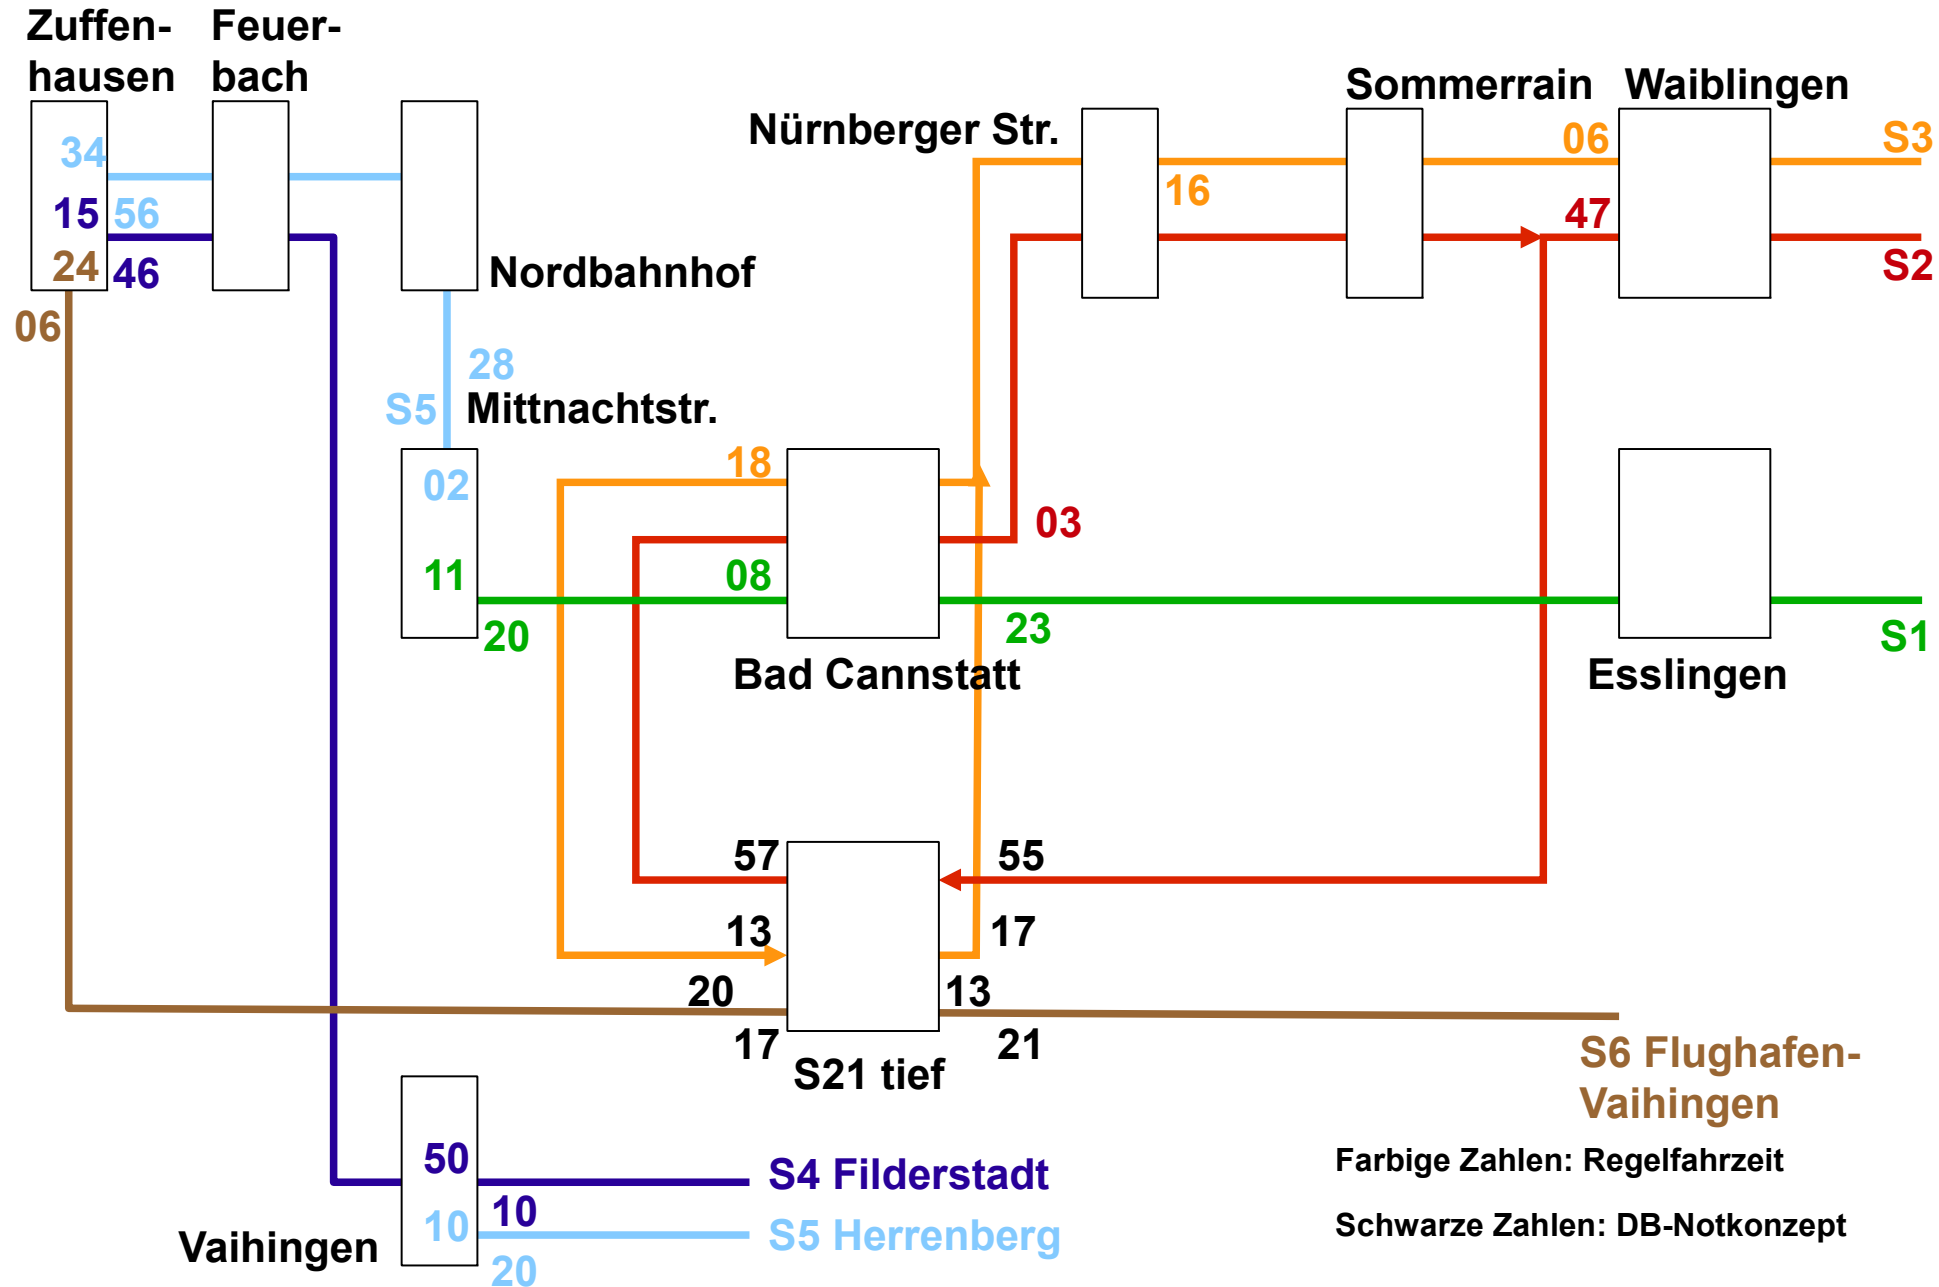 Zuffen-
hausen
Feuer-
bach
Nürnberger Str.
Sommerrain
Waiblingen
34
15
56
24
46
06
06
S3
16
47
S2
Nordbahnhof
28
S5
Mittnachtstr.
02
11
20
18
08
03
23
S1
Bad Cannstatt
Esslingen
57
55
13
17
20
13
17
21
S21 tief
S6 Flughafen-
Vaihingen
50
10
S4 Filderstadt
10
20
S5 Herrenberg
Vaihingen
Farbige Zahlen: Regelfahrzeit
Schwarze Zahlen: DB-Notkonzept